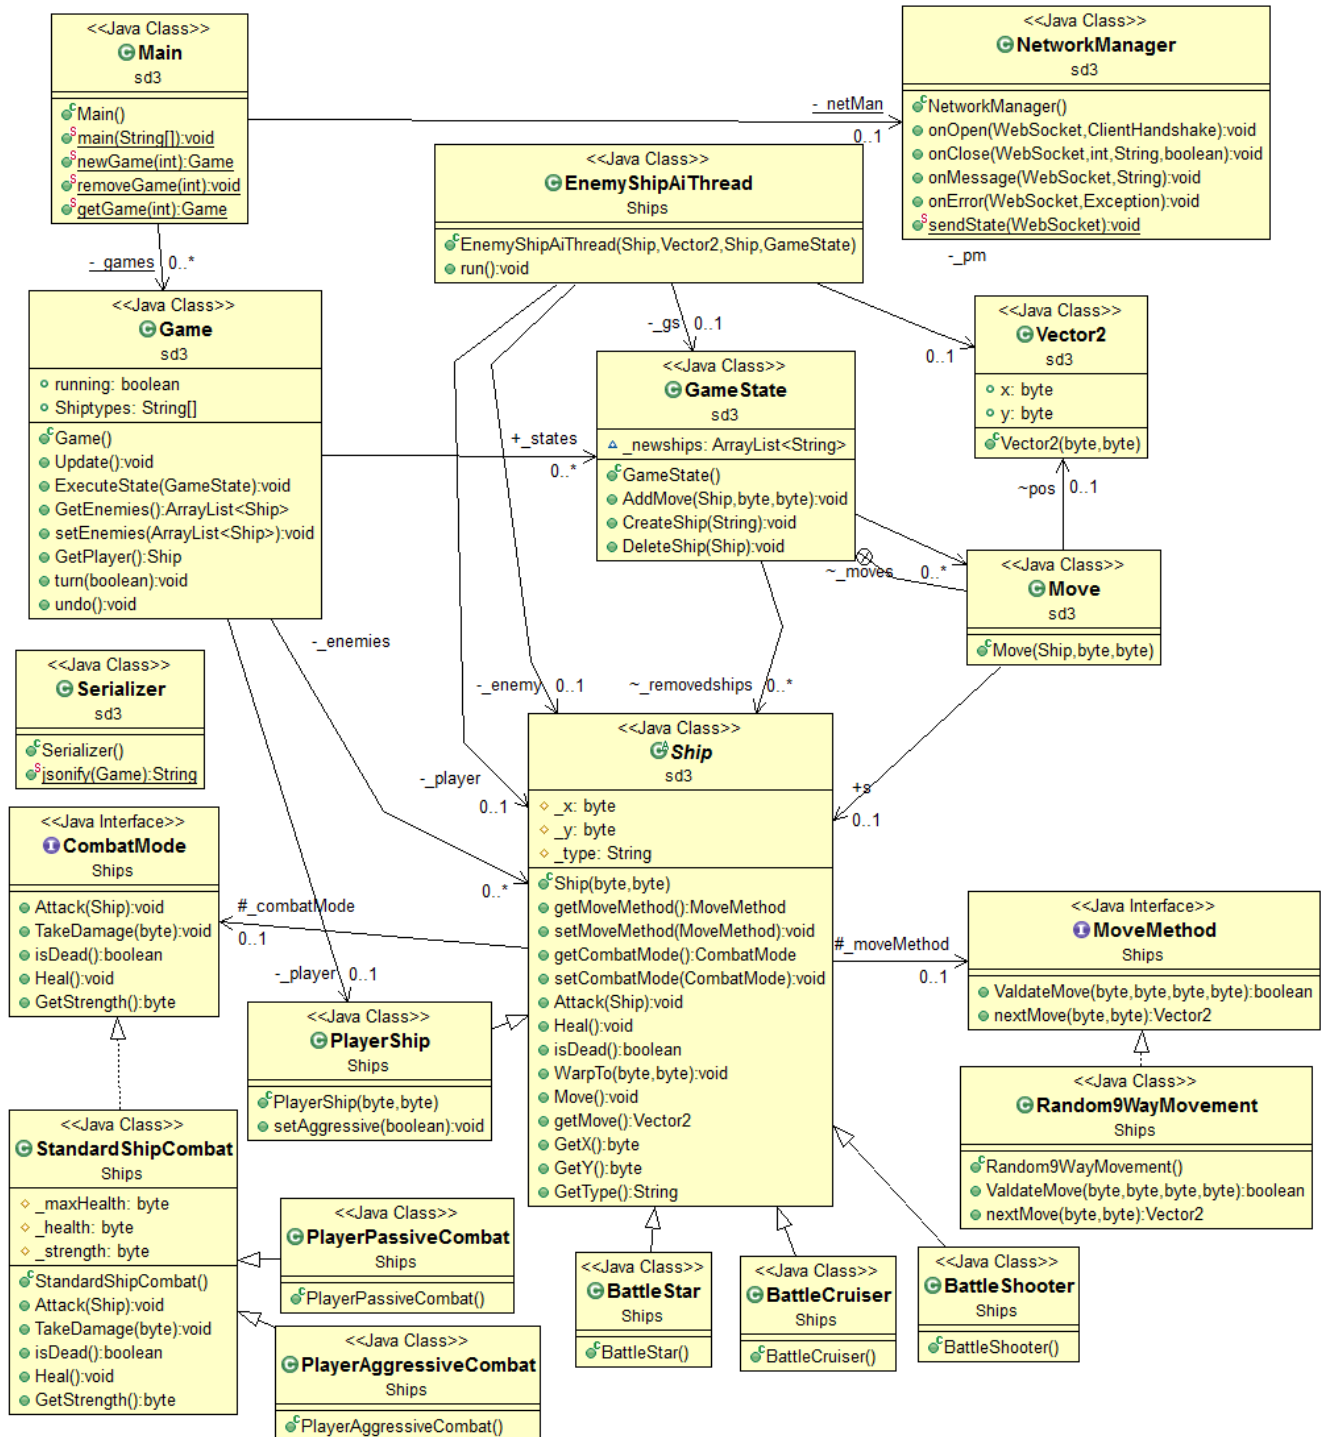 <<Java Class>>
Main
sd3
Main()
main(String[]):void
newGame(int):Game
removeGame(int):void
getGame(int):Game
<<Java Class>>
NetworkManager
sd3
NetworkManager()
onOpen(WebSocket,ClientHandshake):void
onClose(WebSocket,int,String,boolean):void
onMessage(WebSocket,String):void
onError(WebSocket,Exception):void
sendState(WebSocket):void
-_netMan
0..1
<<Java Class>>
EnemyShipAiThread
Ships
EnemyShipAiThread(Ship,Vector2,Ship,GameState)
run():void
-_games 0..*
-_pm
0..1
-_gs 0..1
<<Java Class>>
Game
sd3
running: boolean
Shiptypes: String[]
Game()
Update():void
ExecuteState(GameState):void
GetEnemies():ArrayList<Ship>
setEnemies(ArrayList<Ship>):void
GetPlayer():Ship
turn(boolean):void
undo():void
+_states
0..*
<<Java Class>>
GameState
sd3
_newships: ArrayList<String>
GameState()
AddMove(Ship,byte,byte):void
CreateShip(String):void
DeleteShip(Ship):void
<<Java Class>>
Vector2
sd3
x: byte
y: byte
Vector2(byte,byte)
~pos 0..1
~_moves 0..*
<<Java Class>>
Move
sd3
Move(Ship,byte,byte)
-_enemies
0..*
-_enemy 0..1
~_removedships 0..*
-_player
0..1
+s
0..1
<<Java Class>>
Serializer
sd3
Serializer()
jsonify(Game):String
<<Java Class>>
Ship
sd3
_x: byte
_y: byte
_type: String
Ship(byte,byte)
getMoveMethod():MoveMethod
setMoveMethod(MoveMethod):void
getCombatMode():CombatMode
setCombatMode(CombatMode):void
Attack(Ship):void
Heal():void
isDead():boolean
WarpTo(byte,byte):void
Move():void
getMove():Vector2
GetX():byte
GetY():byte
GetType():String
<<Java Interface>>
CombatMode
Ships
Attack(Ship):void
TakeDamage(byte):void
isDead():boolean
Heal():void
GetStrength():byte
#_combatMode
0..1
-_player 0..1
#_moveMethod
0..1
<<Java Interface>>
MoveMethod
Ships
ValdateMove(byte,byte,byte,byte):boolean
nextMove(byte,byte):Vector2
<<Java Class>>
PlayerShip
Ships
PlayerShip(byte,byte)
setAggressive(boolean):void
<<Java Class>>
Random9WayMovement
Ships
Random9WayMovement()
ValdateMove(byte,byte,byte,byte):boolean
nextMove(byte,byte):Vector2
<<Java Class>>
StandardShipCombat
Ships
_maxHealth: byte
_health: byte
_strength: byte
StandardShipCombat()
Attack(Ship):void
TakeDamage(byte):void
isDead():boolean
Heal():void
GetStrength():byte
<<Java Class>>
PlayerPassiveCombat
Ships
PlayerPassiveCombat()
<<Java Class>>
PlayerAggressiveCombat
Ships
PlayerAggressiveCombat()
<<Java Class>>
BattleStar
Ships
BattleStar()
<<Java Class>>
BattleCruiser
Ships
BattleCruiser()
<<Java Class>>
BattleShooter
Ships
BattleShooter()